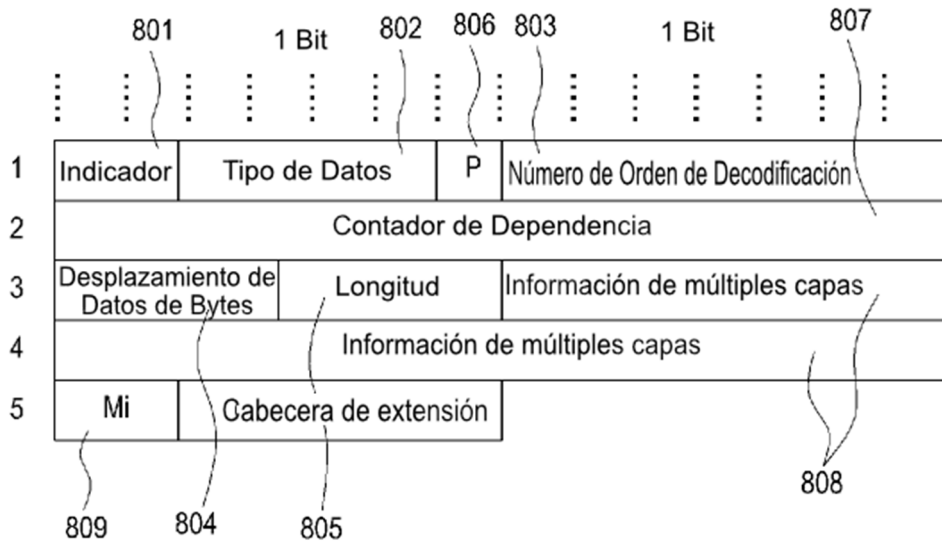 801 1 Bit 802 806 803 1 Bit 807
1 Indicador Tipo de Datos P Número de Orden de Decodificación
2 Contador de Dependencia
3 Desplazamiento de Datos de Bytes Longitud Información de múltiples capas
4 Información de múltiples capas
5 Mi Cabecera de extensión
809 804 805 808